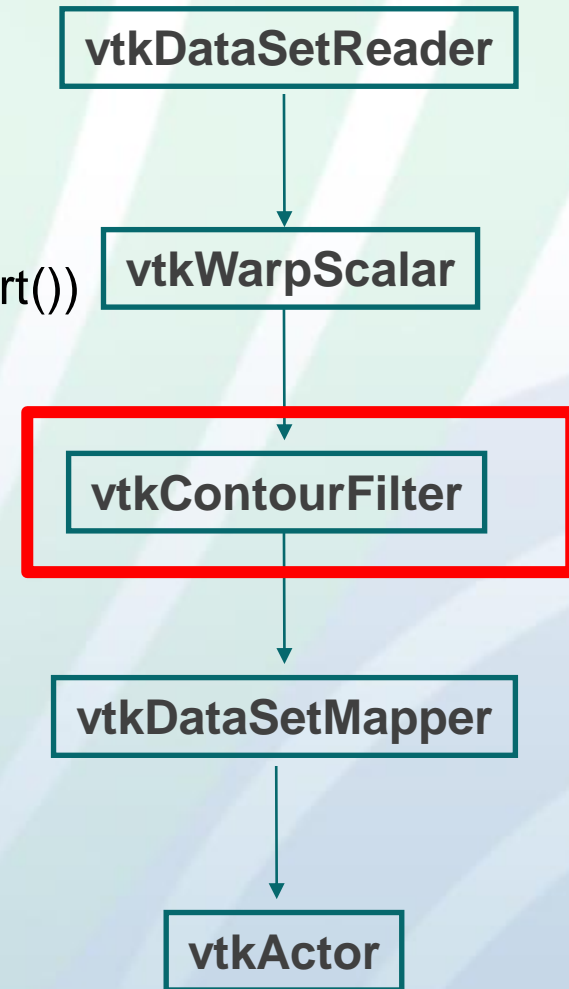 vtkDataSetReader
vtkWarpScalar
rt())
vtkContourFilter
vtkDataSetMapper
vtkActor